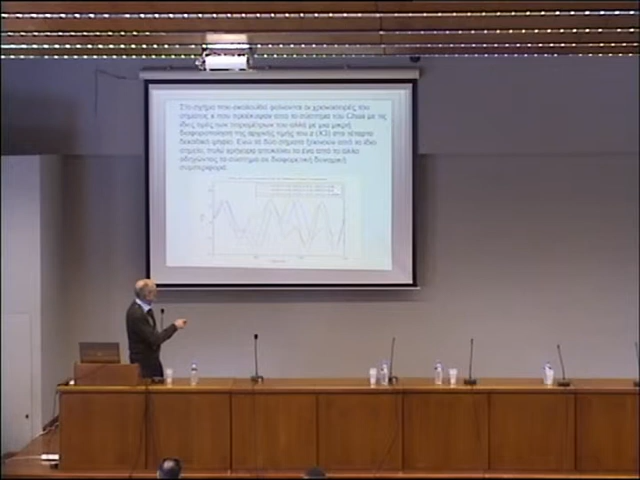 Στο σχήμα που ακολουθεί φαίνονται οι χρονοσειρές του
σήματος x που προέκυψαν από το σύστημα του Chua με τις
ίδιες τιμές των παραμέτρων του αλλά με μια μικρή
διαφοροποίηση της αρχικής τιμής του z (X3) στο τέταρτο
δεκαδικό ψηφίο. Ενώ τα δύο σήματα ξεκινούν από το ίδιο
σημείο, πολύ γρήγορα αποκλίνει το ένα από το άλλο
οδηγώντας το σύστημα σε διαφορετική δυναμική
συμπεριφορά.